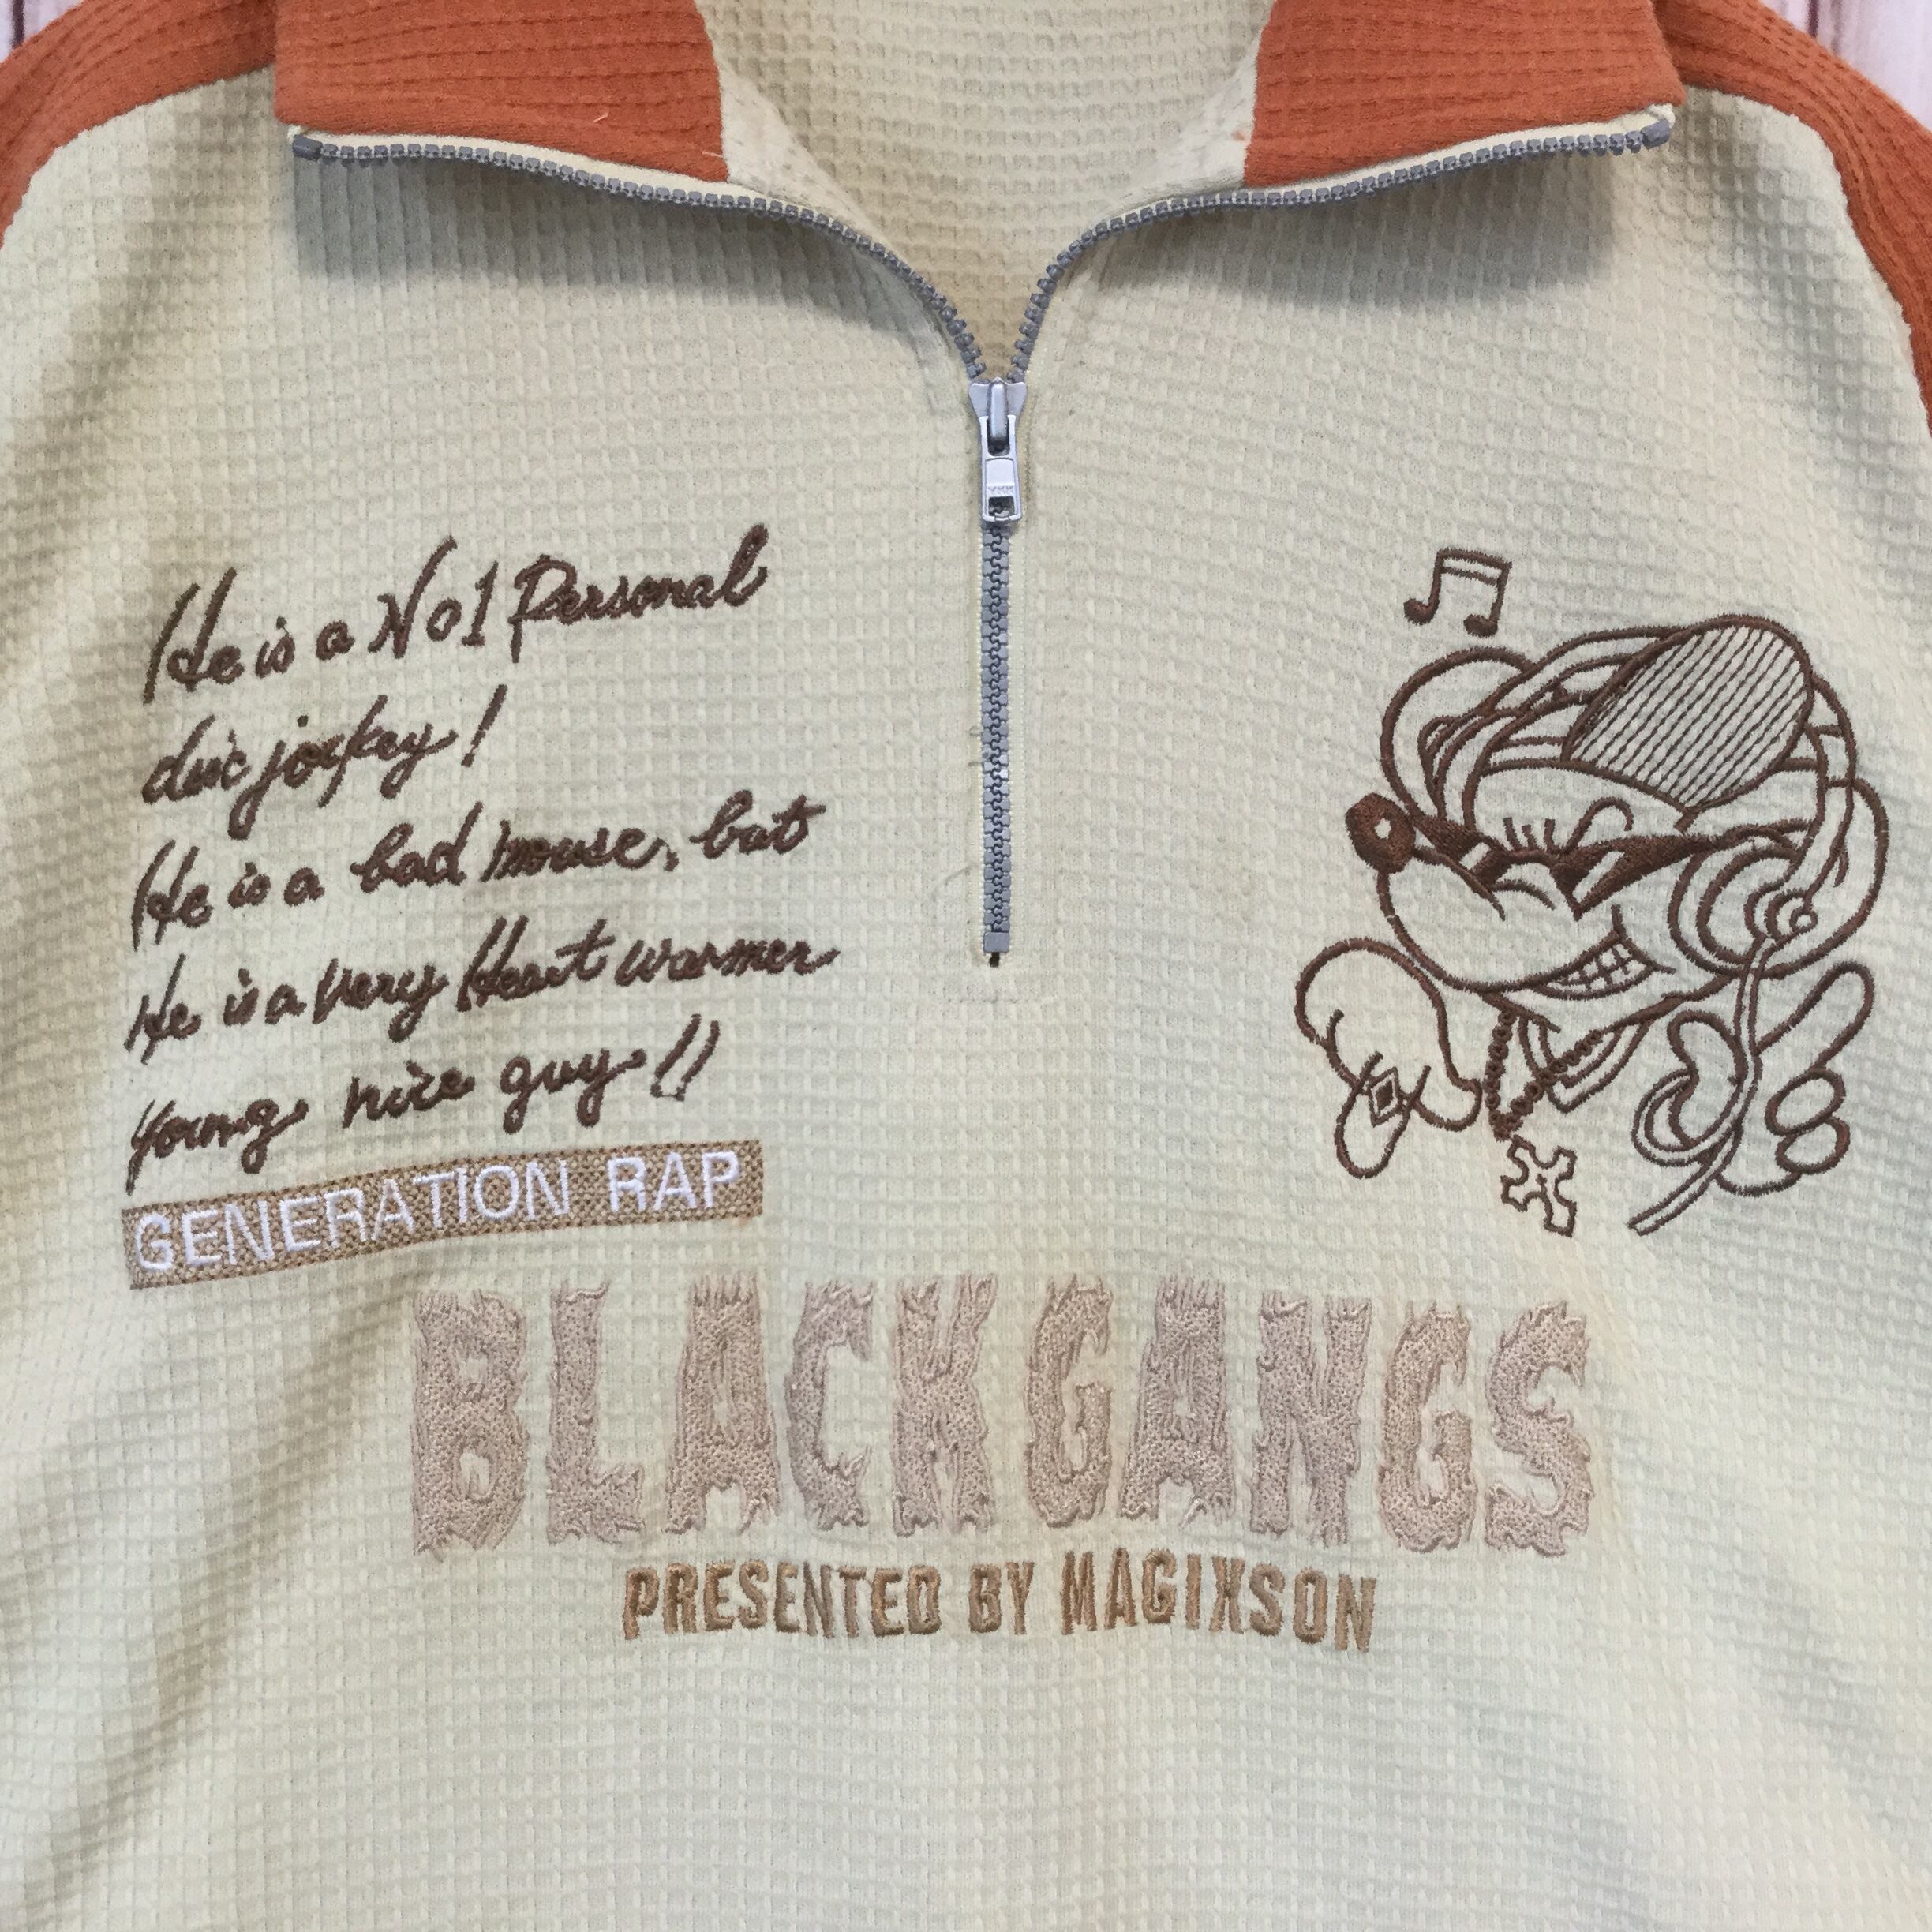 He is a No1 Personal
disc jockey!
He is a bad mouse, but
He is a very Heart warmer
young nice guy!!
GENERATION RAP
BLACK GANGS
PRESENTED BY MAGIXSON